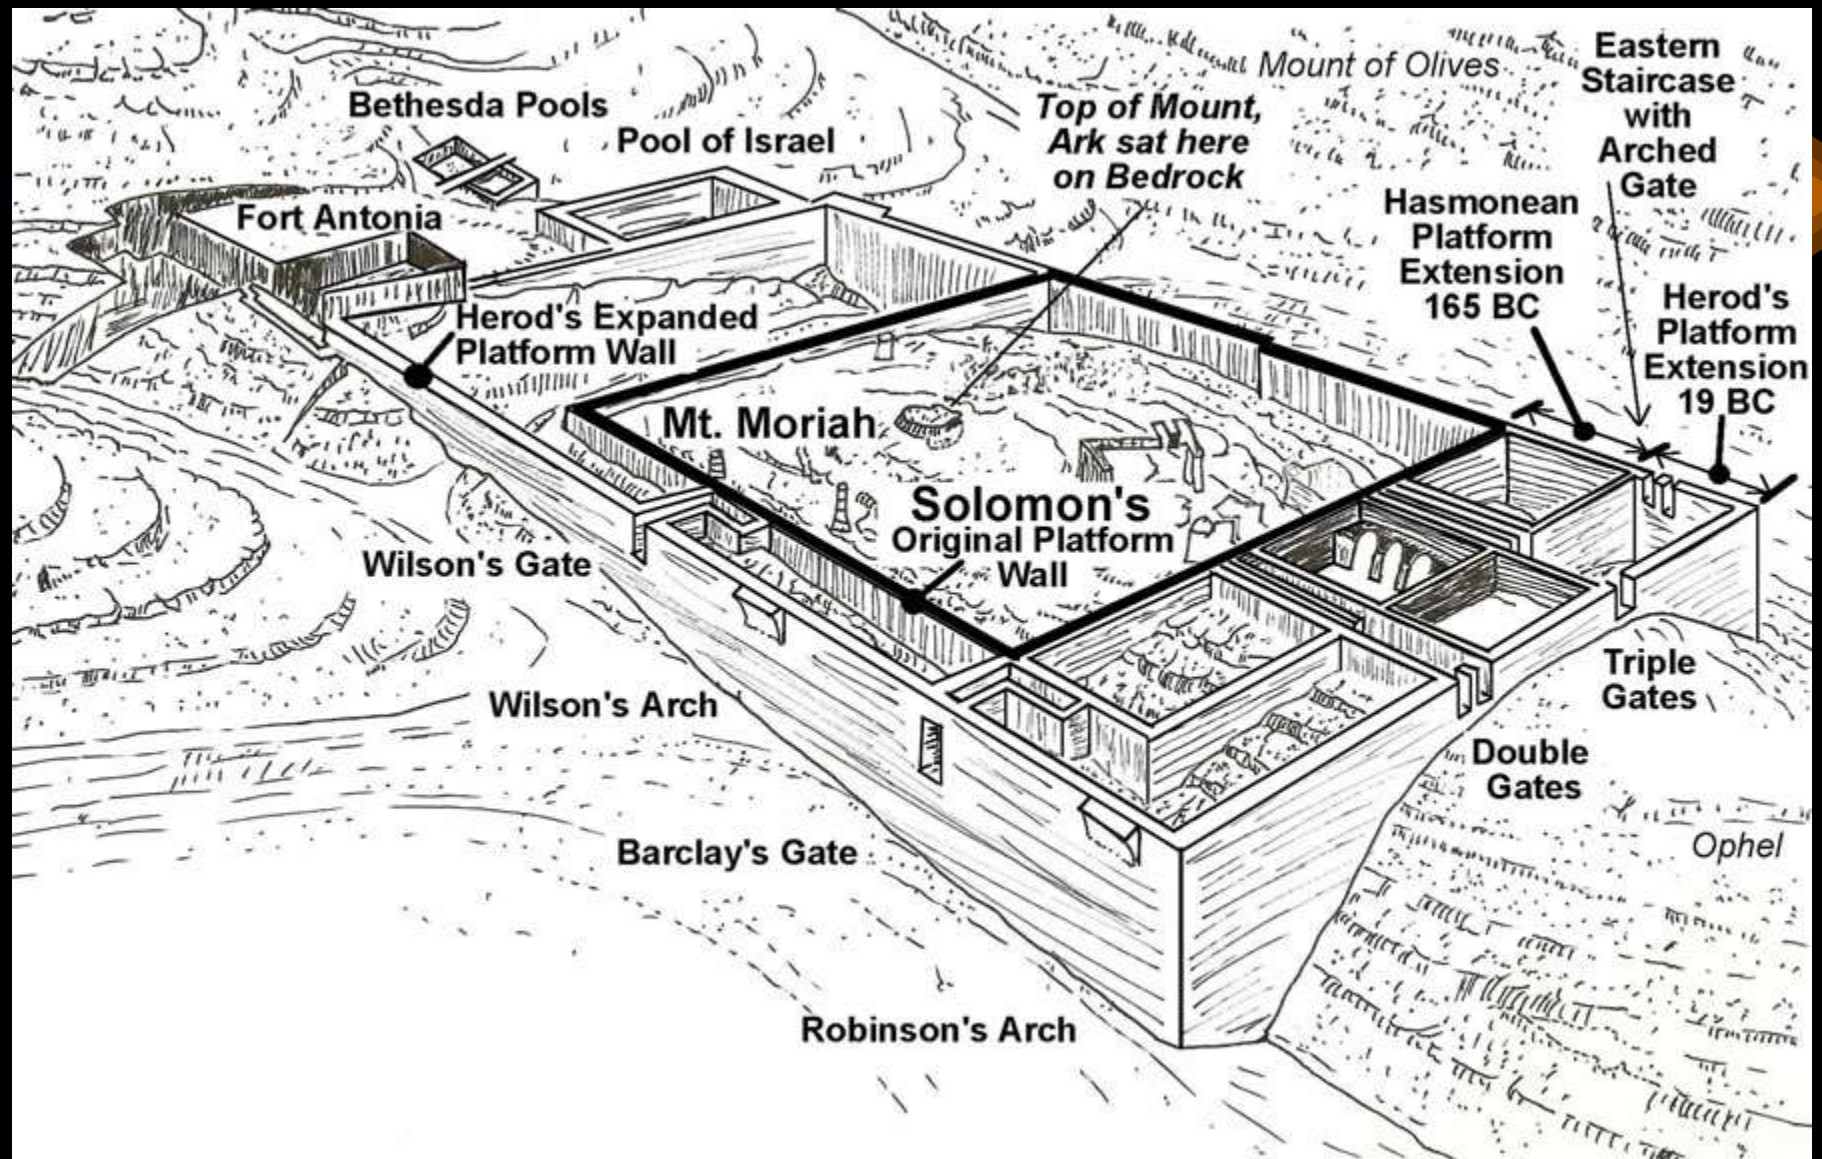 Mount of Olives
Eastern
Staircase
with
Arched
Gate
Bethesda Pools
Top of Mount,
Ark sat here
on Bedrock
Pool of Israel
Hasmonean
Platform
Extension
165 BC
Fort Antonia
Herod's
Platform
Extension
19 BC
Herod's Expanded
Platform Wall
Mt. Moriah
Solomon's
Original Platform
Wall
Wilson's Gate
Triple
Gates
Wilson's Arch
Double
Gates
Barclay's Gate
Ophel
Robinson's Arch